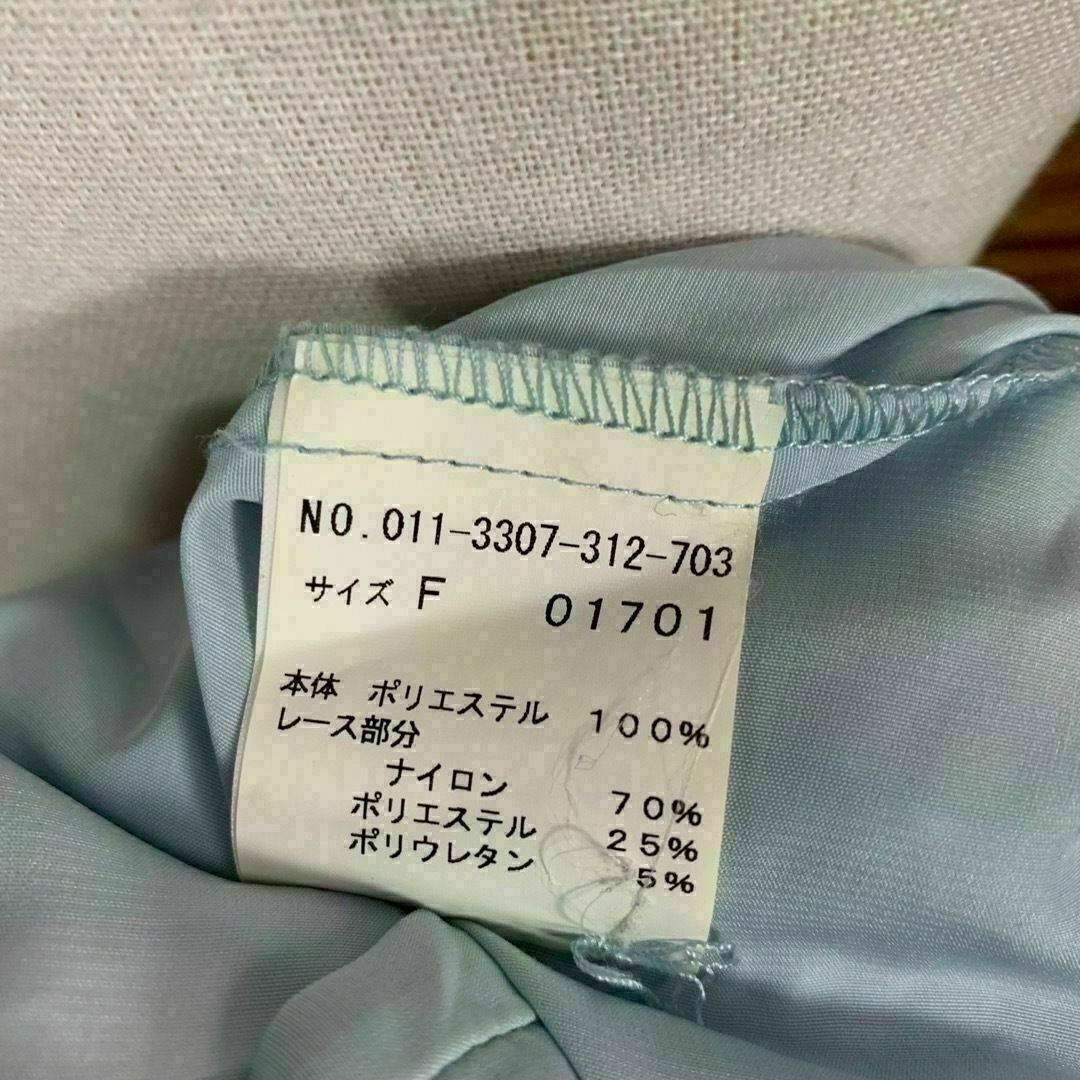 NO.011-3307-312-703
サイズ F 01701
本体 ポリエステル 100%
レース部分
ナイロン 70%
ポリエステル 25%
ポリウレタン 5%